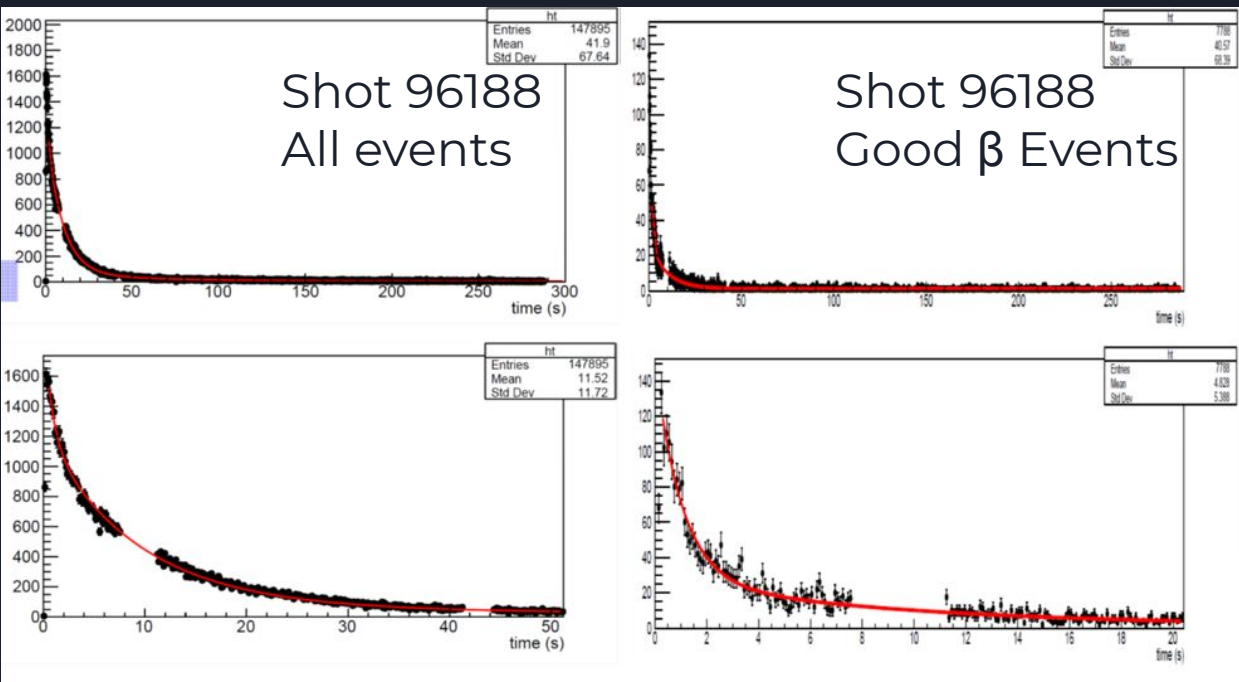 ht
Entries 147895
Mean 41.9
Std Dev 67.64
2000
1800
1600
1400
1200
1000
800
600
400
200
0
0 50 100 150 200 250 300
time (s)
Shot 96188
All events
ht
Entries 7788
Mean 40.57
Std Dev 68.39
140
120
100
80
60
40
20
0
0 50 100 150 200 250
time (s)
Shot 96188
Good β Events
ht
Entries 147895
Mean 11.52
Std Dev 11.72
1600
1400
1200
1000
800
600
400
200
0
0 10 20 30 40 50
time (s)
ht
Entries 7788
Mean 4.828
Std Dev 5.388
140
120
100
80
60
40
20
0
0 2 4 6 8 10 12 14 16 18 20
time (s)